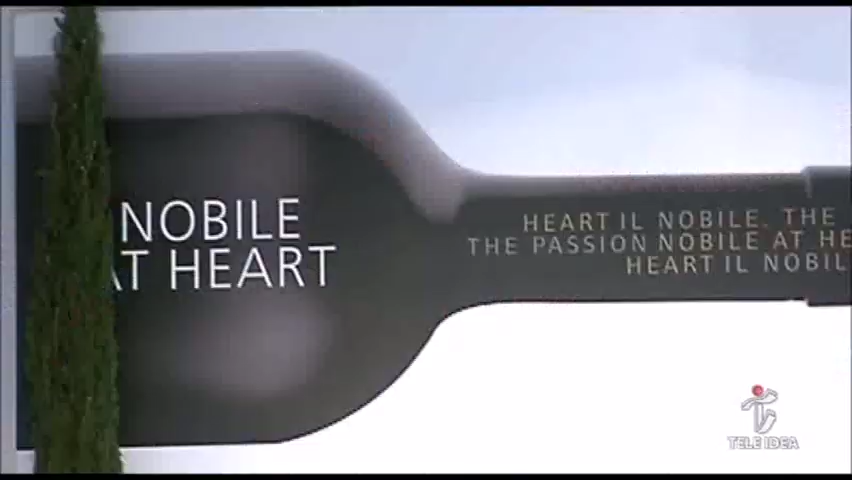 NOBILE
AT HEART
HEART IL NOBILE. THE
THE PASSION NOBILE AT HE
HEART IL NOBIL
TELE IDEA